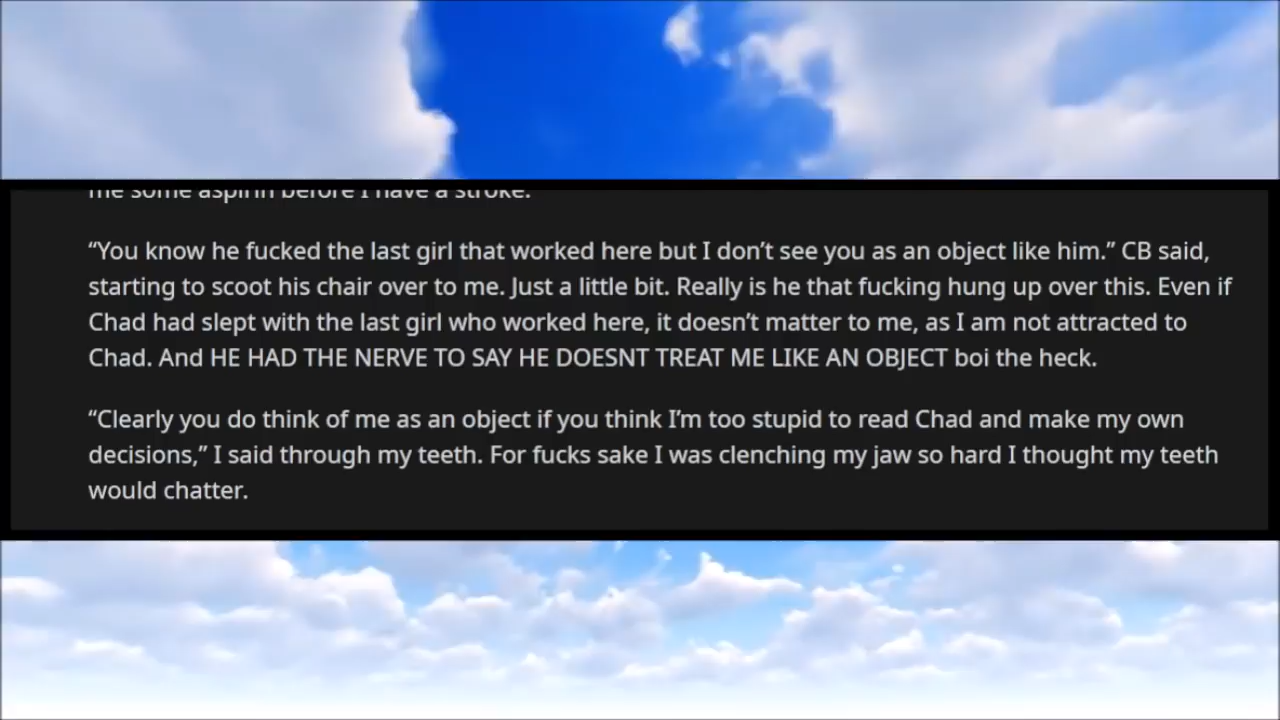 me some aspirin before I have a stroke.
“You know he fucked the last girl that worked here but I don’t see you as an object like him.” CB said,
starting to scoot his chair over to me. Just a little bit. Really is he that fucking hung up over this. Even if
Chad had slept with the last girl who worked here, it doesn’t matter to me, as I am not attracted to
Chad. And HE HAD THE NERVE TO SAY HE DOESNT TREAT ME LIKE AN OBJECT boi the heck.
“Clearly you do think of me as an object if you think I’m too stupid to read Chad and make my own
decisions,” I said through my teeth. For fucks sake I was clenching my jaw so hard I thought my teeth
would chatter.